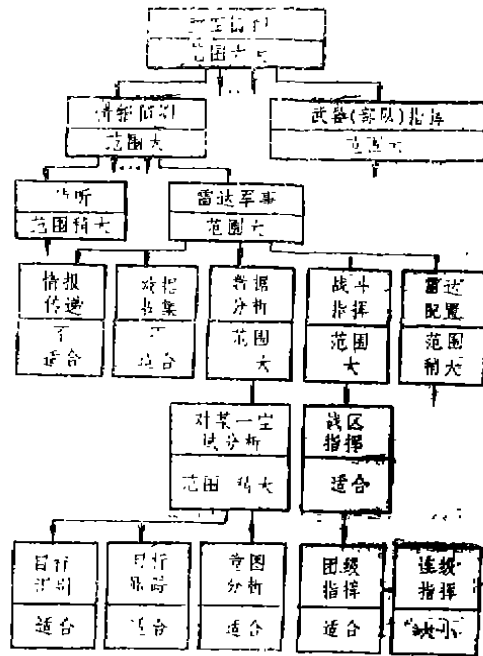 范围太大
武器(部队)指挥
范围大
范围大
侦听
雷达军事
范围稍大
范围大
情报
传递
数据
收集
数据
分析
战斗
指挥
雷达
配置
不
适合
不
适合
范围
大
范围
大
范围
稍大
对某一空
域分析
战区
指挥
范围 稍大
适合
目标
识别
目标
跟踪
意图
分析
团级
指挥
连级
指挥
适合
适合
适合
适合